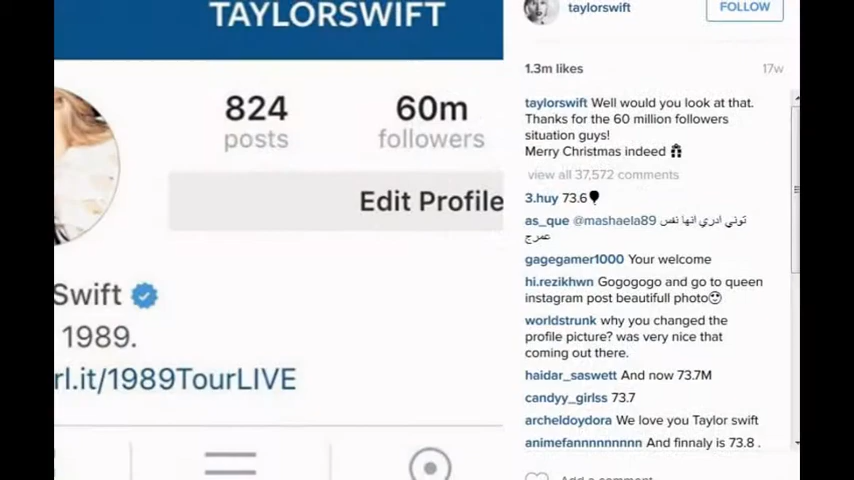 TAYLORSWIFT
824
posts
60m
followers
Edit Profile
Swift
1989.
rl.it/1989TourLIVE
taylorswift
FOLLOW
1.3m likes
17w
taylorswift Well would you look at that.
Thanks for the 60 million followers
situation guys!
Merry Christmas indeed
view all 37,572 comments
3.huy 73.6
as_que @mashaela89 توني ادري انها نفس
عمرج
gagegamer1000 Your welcome
hi.rezikhwn Gogogogo and go to queen
instagram post beautifull photo
worldstrunk why you changed the
profile picture? was very nice that
coming out there.
haidar_saswett And now 73.7M
candyy_girlss 73.7
archeldoydora We love you Taylor swift
animefannnnnnnnn And finnaly is 73.8 .
Add a comment